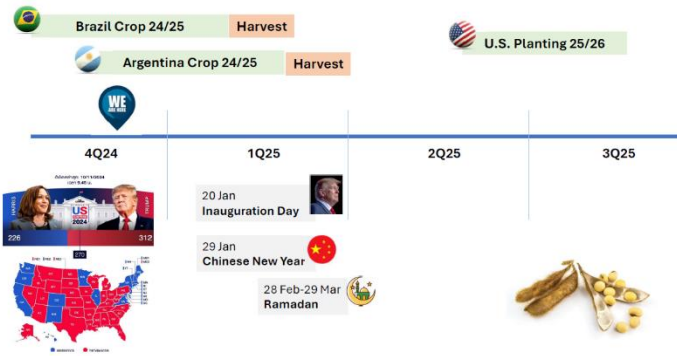 Brazil Crop 24/25
Harvest
Argentina Crop 24/25
Harvest
U.S. Planting 25/26
WE
ARE HERE
4Q24
1Q25
2Q25
3Q25
HARRIS
US
2024
TRUMP
226
312
270
20 Jan
Inauguration Day
29 Jan
Chinese New Year
28 Feb-29 Mar
Ramadan